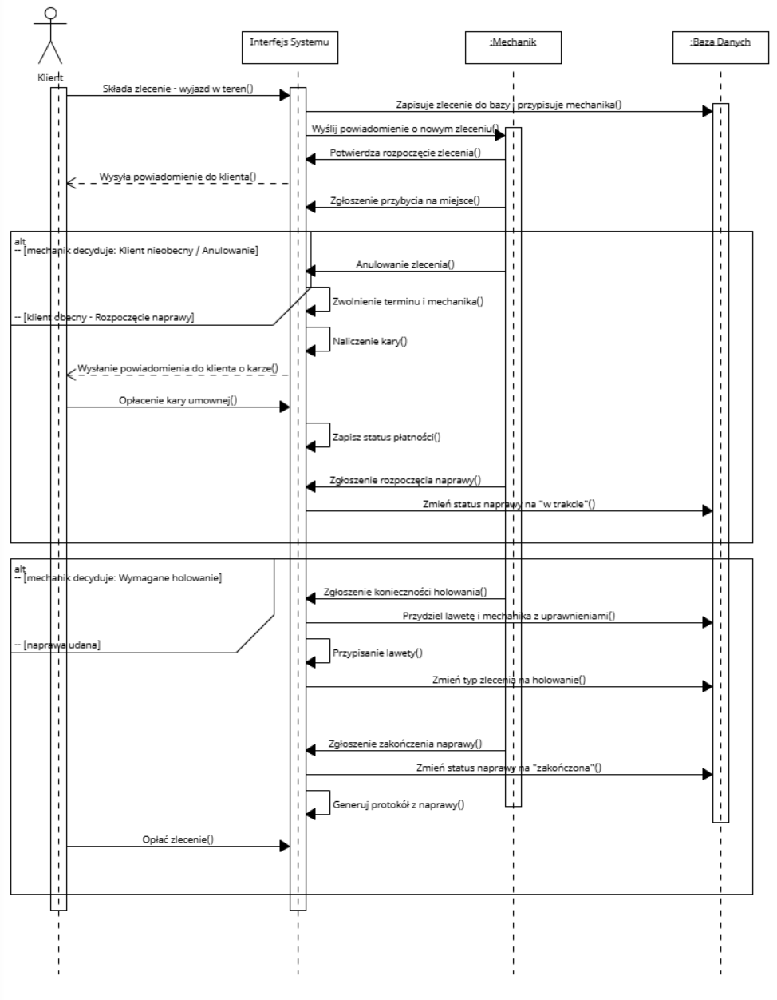 Interfejs Systemu
:Mechanik
:Baza Danych
Klient
Składa zlecenie - wyjazd w teren()
Zapisuje zlecenie do bazy i przypisuje mechanika()
Wyślij powiadomienie o nowym zleceniu()
Potwierdza rozpoczęcie zlecenia()
Wysyła powiadomienie do klienta()
Zgłoszenie przybycia na miejsce()
alt
-- [mechanik decyduje: Klient nieobecny / Anulowanie]
Anulowanie zlecenia()
Zwolnienie terminu i mechanika()
-- [klient obecny - Rozpoczęcie naprawy]
Naliczenie kary()
Wysłanie powiadomienia do klienta o karze()
Opłacenie kary umownej()
Zapisz status płatności()
Zgłoszenie rozpoczęcia naprawy()
Zmień status naprawy na "w trakcie"()
alt
-- [mechanik decyduje: Wymagane holowanie]
Zgłoszenie konieczności holowania()
Przydziel lawetę i mechanika z uprawnieniami()
-- [naprawa udana]
Przypisanie lawety()
Zmień typ zlecenia na holowanie()
Zgłoszenie zakończenia naprawy()
Zmień status naprawy na "zakończona"()
Generuj protokół z naprawy()
Opłać zlecenie()